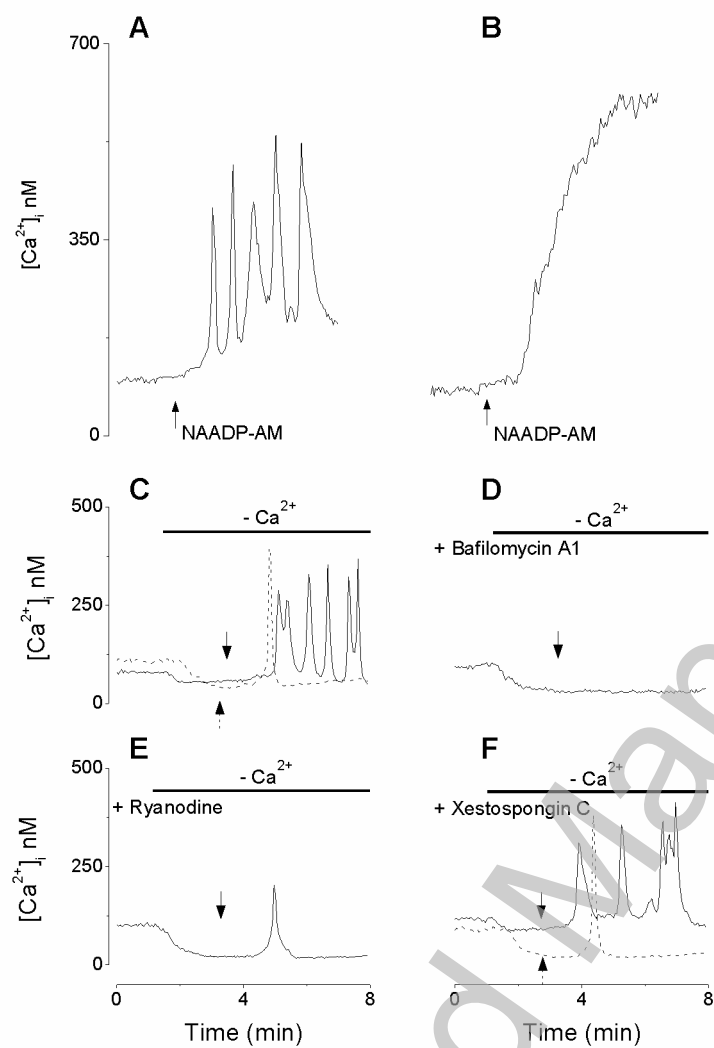 A
B
700
350
0
[Ca2+]i nM
NAADP-AM
NAADP-AM
C
D
500
250
0
[Ca2+]i nM
- Ca2+
- Ca2+
+ Bafilomycin A1
E
F
500
250
0
[Ca2+]i nM
- Ca2+
- Ca2+
+ Ryanodine
+ Xestospongin C
0
4
8
0
4
8
Time (min)
Time (min)